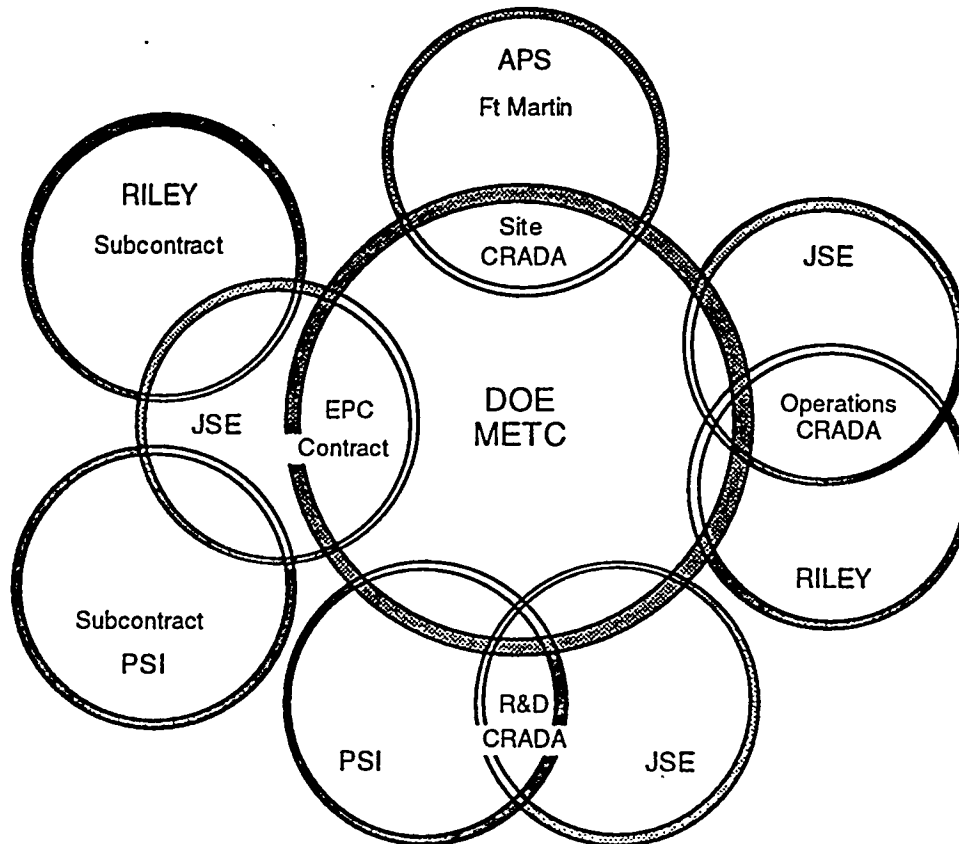 APS
Ft Martin
Site
CRADA
RILEY
Subcontract
JSE
JSE
EPC
Contract
DOE
METC
Operations
CRADA
RILEY
Subcontract
PSI
R&D
CRADA
PSI
JSE